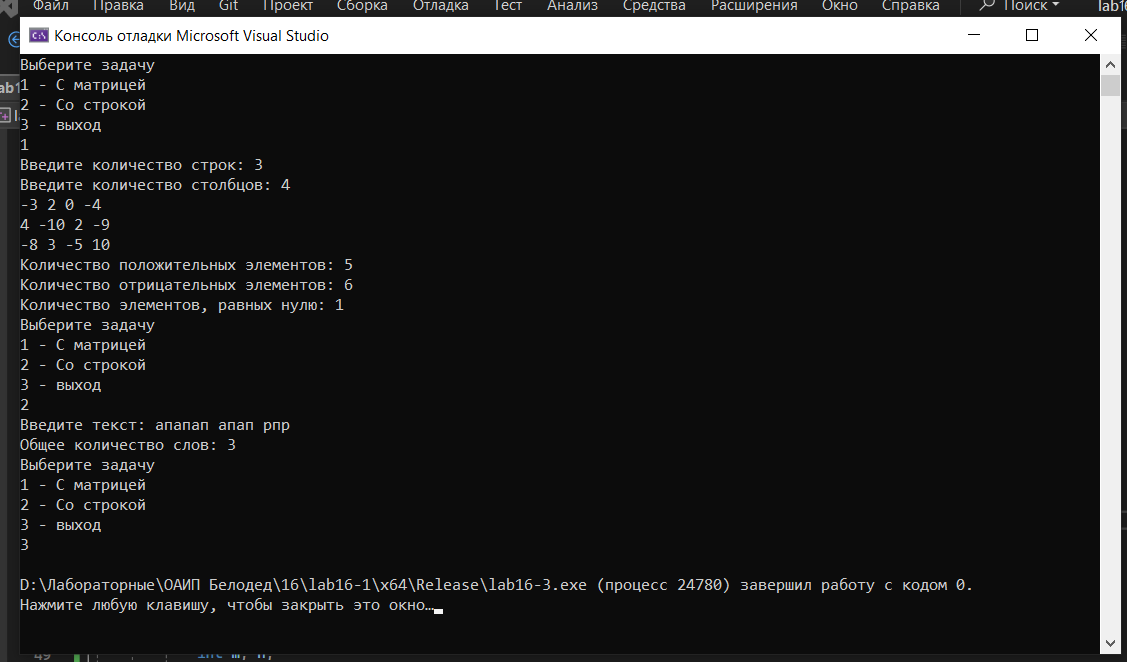 Файл Правка Вид Git Проект Сборка Отладка Тест Анализ Средства Расширения Окно Справка Поиск lab16
Консоль отладки Microsoft Visual Studio
Выберите задачу
1 - С матрицей
2 - Со строкой
3 - выход
1
Введите количество строк: 3
Введите количество столбцов: 4
-3 2 0 -4
4 -10 2 -9
-8 3 -5 10
Количество положительных элементов: 5
Количество отрицательных элементов: 6
Количество элементов, равных нулю: 1
Выберите задачу
1 - С матрицей
2 - Со строкой
3 - выход
2
Введите текст: апапап апап рпр
Общее количество слов: 3
Выберите задачу
1 - С матрицей
2 - Со строкой
3 - выход
3
D:\Лабораторные\ОАИП Белодед\16\lab16-1\x64\Release\lab16-3.exe (процесс 24780) завершил работу с кодом 0.
Нажмите любую клавишу, чтобы закрыть это окно…
49 int m, n;